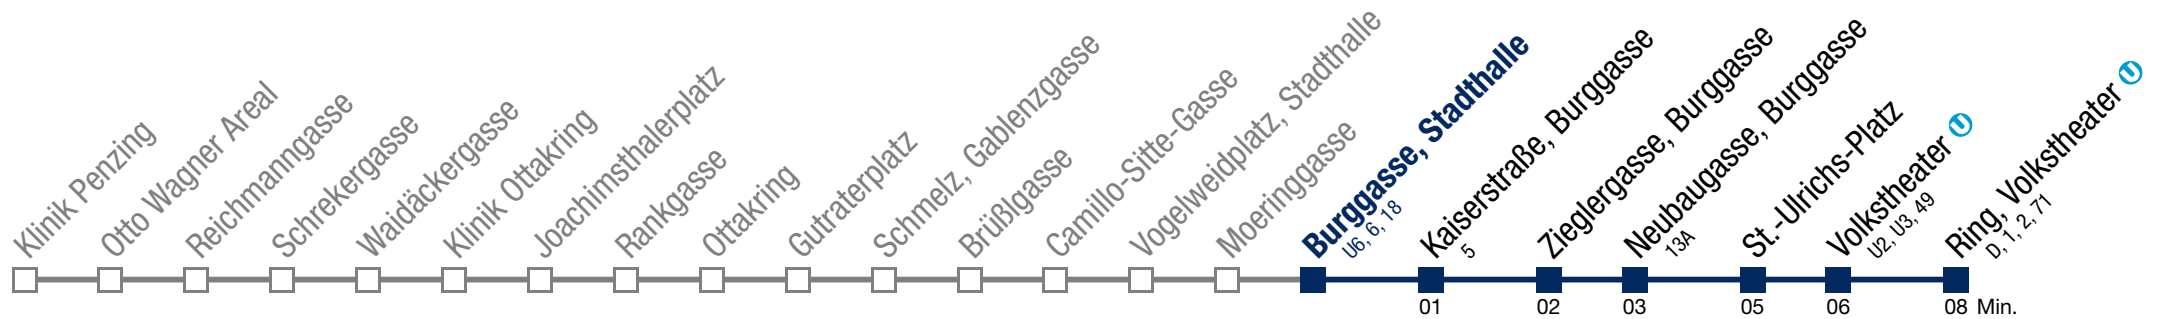 Klinik Penzing
Otto Wagner Areal
Reichmanngasse
Schrekergasse
Waidäckergasse
Klinik Ottakring
Joachimsthalerplatz
Rankgasse
Ottakring
Gutraterplatz
Schmelz, Gablenzgasse
Brüßlgasse
Camillo-Sitte-Gasse
Vogelweidplatz, Stadthalle
Moeringgasse
Burggasse, Stadthalle
U6, 6, 18
Kaiserstraße, Burggasse
5
Zieglergasse, Burggasse
Neubaugasse, Burggasse
13A
St.-Ulrichs-Platz
Volkstheater U
U2, U3, 49
Ring, Volkstheater U
D, 1, 2, 71
01 02 03 05 06 08 Min.